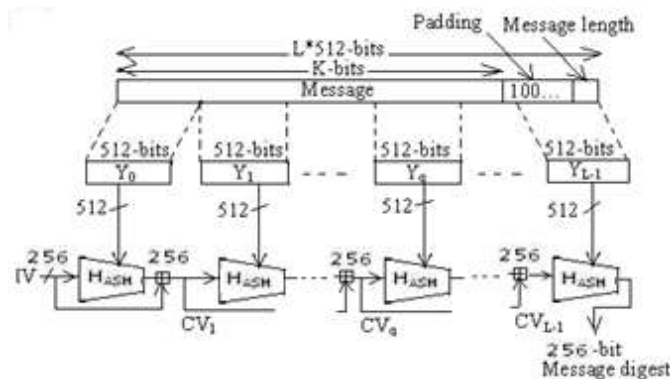 Padding
Message length
L*512-bits
K-bits
Message
100...
512-bits
512-bits
512-bits
512-bits
Y0
Y1
Yq
YL-1
512
512
512
512
IV
256
256
256
256
HASH
HASH
HASH
HASH
CV1
CVq
CVL-1
256-bit
Message digest